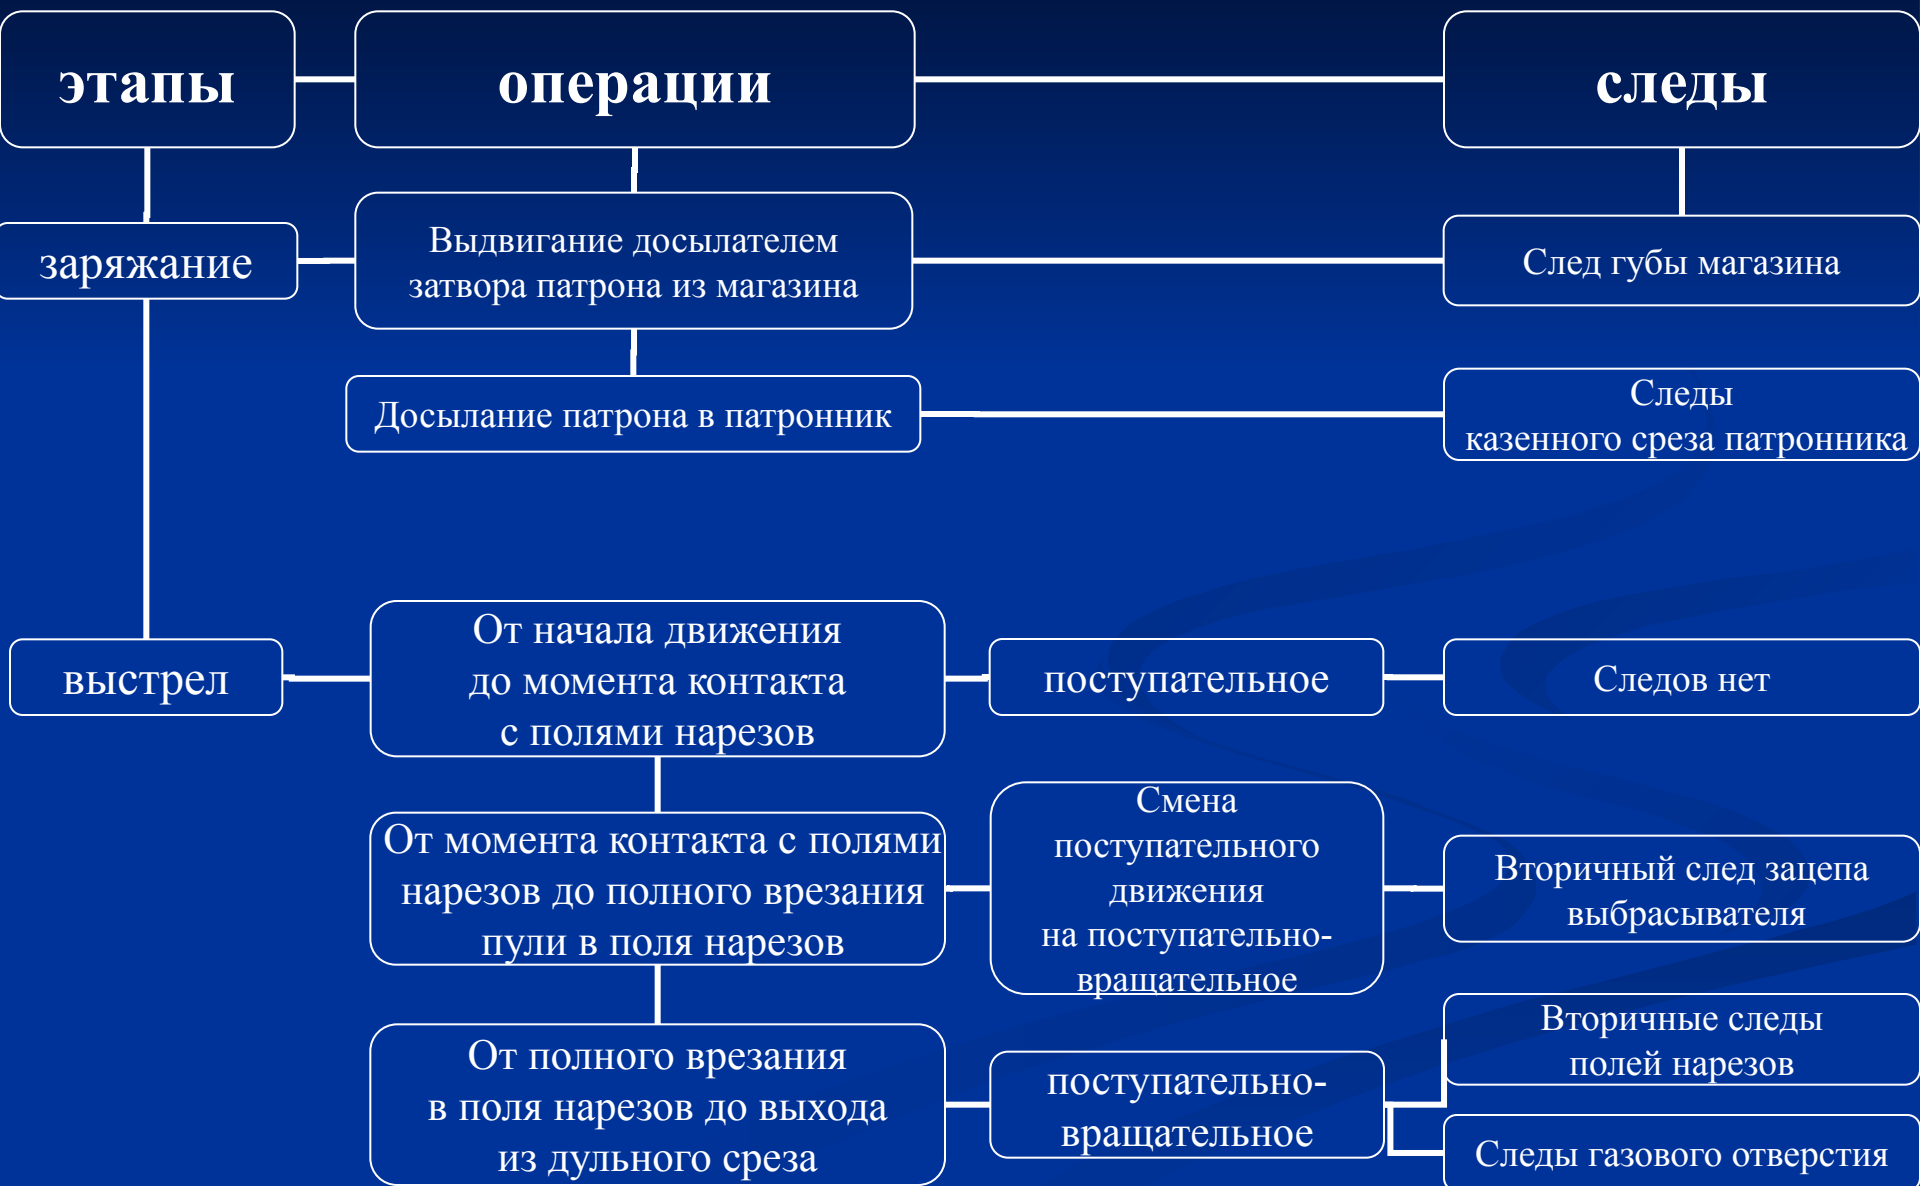 этапы
операции
следы
заряжание
Выдвигание досылателем
затвора патрона из магазина
След губы магазина
Досылание патрона в патронник
Следы
казенного среза патронника
выстрел
От начала движения
до момента контакта
с полями нарезов
поступательное
Следов нет
От момента контакта с полями
нарезов до полного врезания
пули в поля нарезов
Смена
поступательного
движения
на поступательно-
вращательное
Вторичный след зацепа
выбрасывателя
От полного врезания
в поля нарезов до выхода
из дульного среза
поступательно-
вращательное
Вторичные следы
полей нарезов
Следы газового отверстия